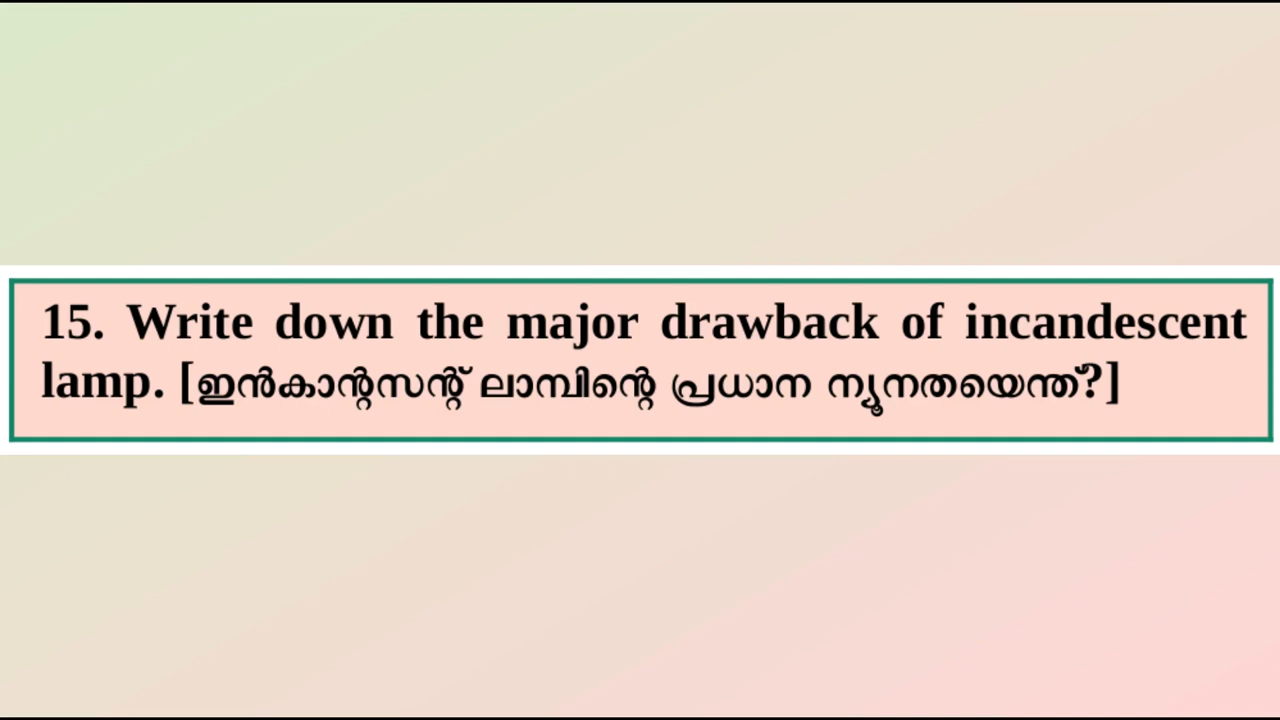 15. Write down the major drawback of incandescent
lamp. [ഇൻകാന്റസന്റ് ലാമ്പിന്റെ പ്രധാന ന്യൂനതയെന്ത്?]